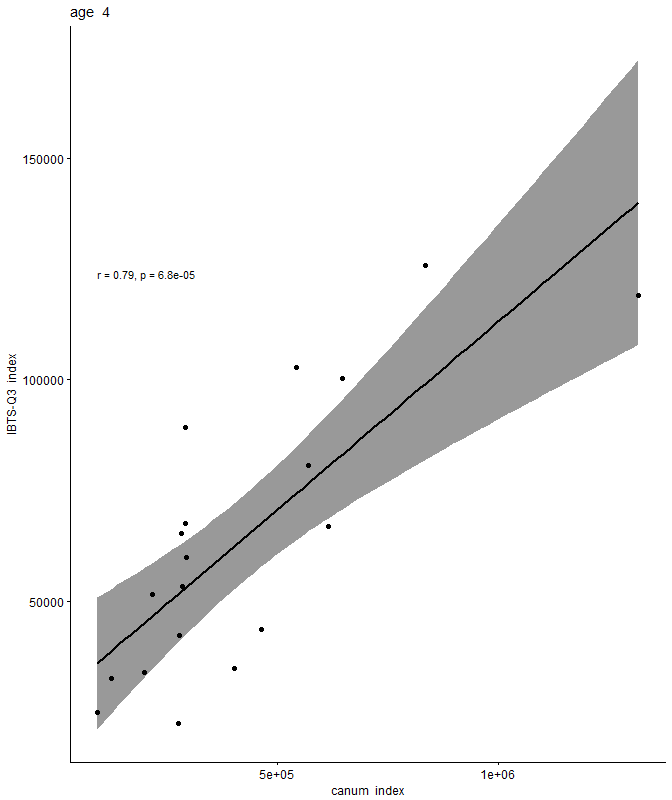 age 4
150000
r = 0.79, p = 6.8e-05
100000
IBTS-Q3 index
50000
5e+05
1e+06
canum index